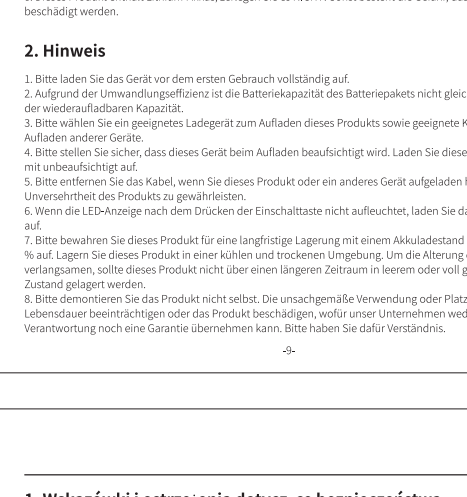 beschädigt werden.
2. Hinweis
1. Bitte laden Sie das Gerät vor dem ersten Gebrauch vollständig auf.
2. Aufgrund der Umwandlungseffizienz ist die Batteriekapazität des Batteriepakets nicht gleic
der wiederaufladbaren Kapazität.
3. Bitte wählen Sie ein geeignetes Ladegerät zum Aufladen dieses Produkts sowie geeignete K
Aufladen anderer Geräte.
4. Bitte stellen Sie sicher, dass dieses Gerät beim Aufladen beaufsichtigt wird. Laden Sie diese
mit unbeaufsichtigt auf.
5. Bitte entfernen Sie das Kabel, wenn Sie dieses Produkt oder ein anderes Gerät aufgeladen h
Unversehrtheit des Produkts zu gewährleisten.
6. Wenn die LED-Anzeige nach dem Drücken der Einschalttaste nicht aufleuchtet, laden Sie da
auf.
7. Bitte bewahren Sie dieses Produkt für eine langfristige Lagerung mit einem Akkuladestand
% auf. Lagern Sie dieses Produkt in einer kühlen und trockenen Umgebung. Um die Alterung
verlangsamen, sollte dieses Produkt nicht über einen längeren Zeitraum in leerem oder voll g
Zustand gelagert werden.
8. Bitte demontieren Sie das Produkt nicht selbst. Die unsachgemäße Verwendung oder Platz
Lebensdauer beeinträchtigen oder das Produkt beschädigen, wofür unser Unternehmen wed
Verantwortung noch eine Garantie übernehmen kann. Bitte haben Sie dafür Verständnis.
-9-